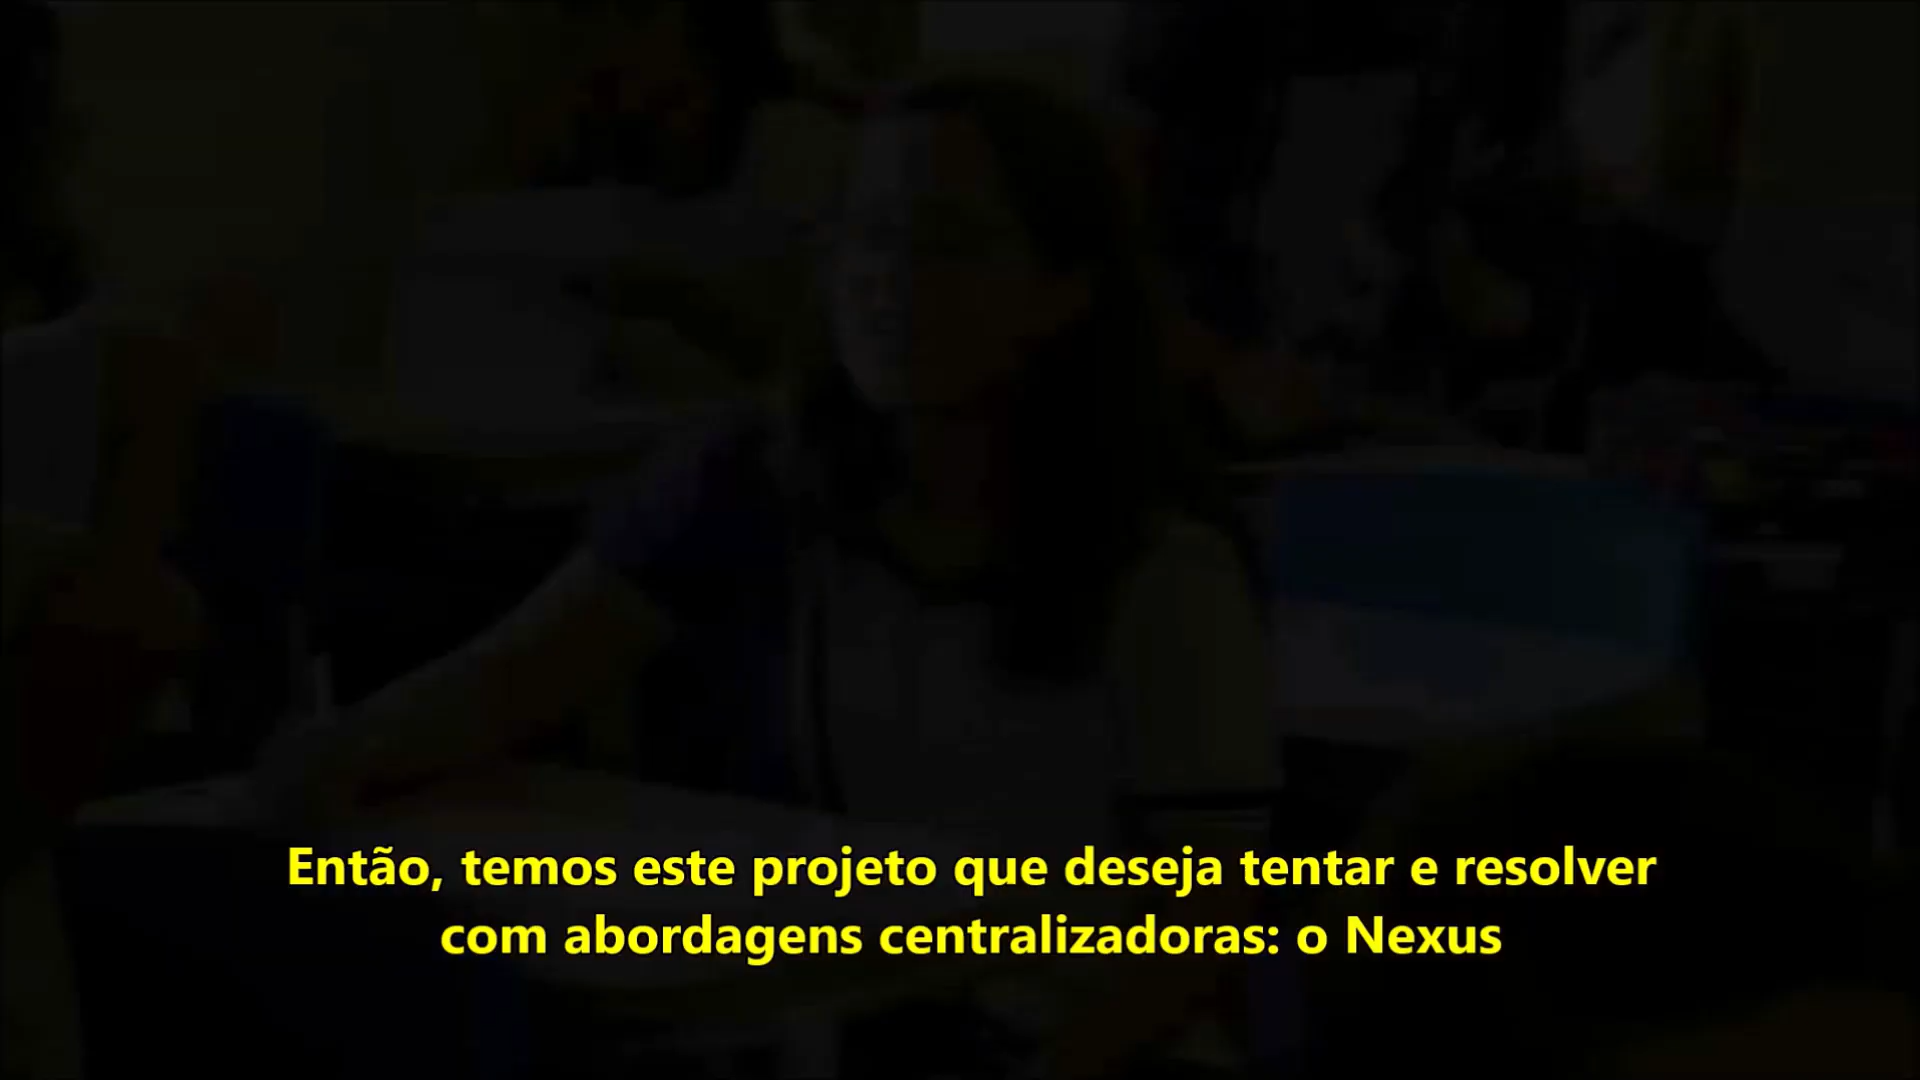 Então, temos este projeto que deseja tentar e resolver
com abordagens centralizadoras: o Nexus